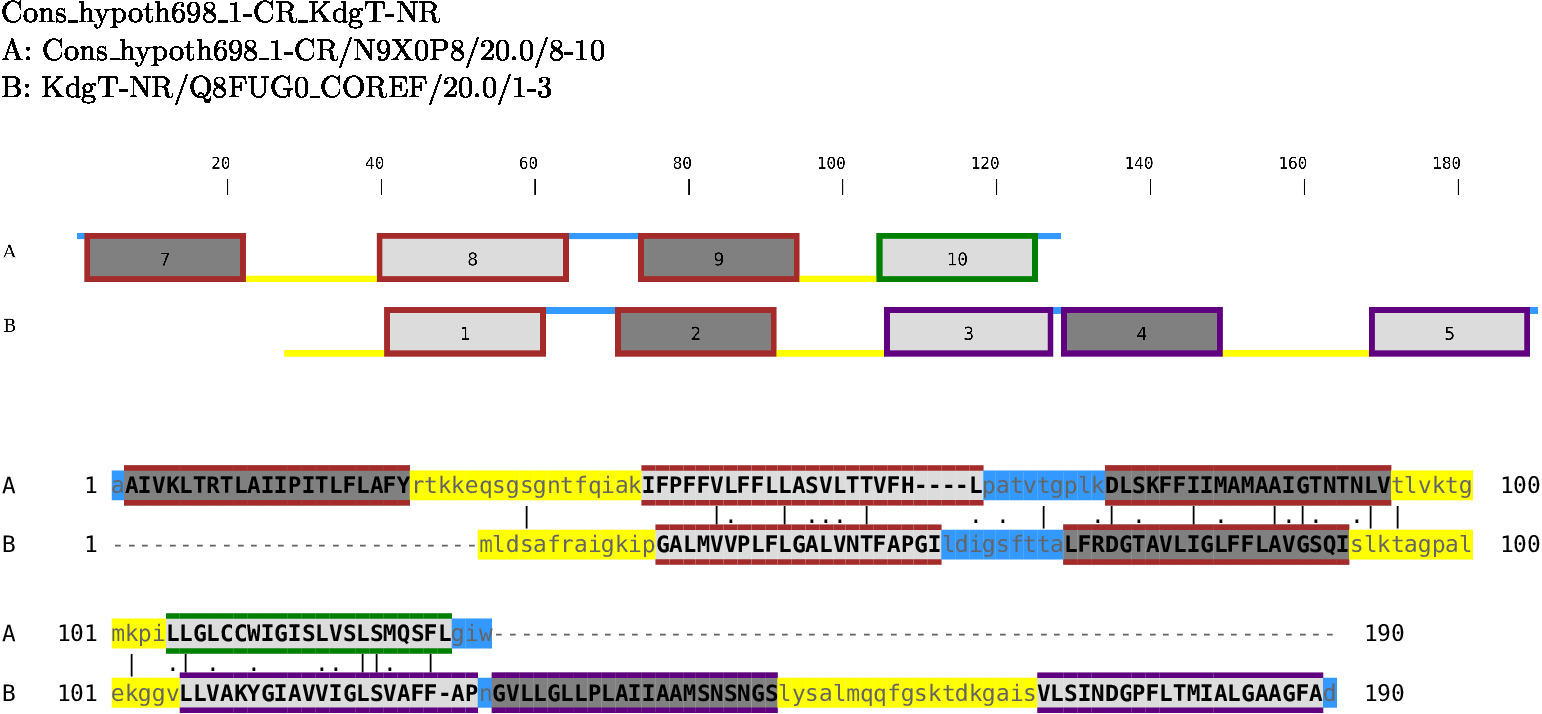 Cons_hypoth698_1-CR_KdgT-NR
A: Cons_hypoth698_1-CR/N9X0P8/20.0/8-10
B: KdgT-NR/Q8FUG0_COREF/20.0/1-3
20 40 60 80 100 120 140 160 180
A 7 8 9 10
B 1 2 3 4 5
A 1 aAIVKLTRTLAIIPITLFLAFYrtkkeqsgsgntfqiakIFPFFVLFFLLASVLTTVFH----LpatvtgplkDLSKFFIIMAMAAIGTNTNLVtlvktg 100
B 1 ---------------------------mldsafraigkipGALMVVPLFLGALVNTFAPGIldigsfttaLFRDGTAVLIGLFFLAVGSQIslktagpal 100
A 101 mkpiLLGLCCWIGISLVSLSMQSFLgiw-------------------------------------------------------------- 190
B 101 ekggvLLVAKYGIAVVIGLSVAFF-APnGVLLGLLPLAIIAAMSNSNGSlysalmqqfgsktdkgaisVLSINDGPFLTMIALGAAGFAd 190